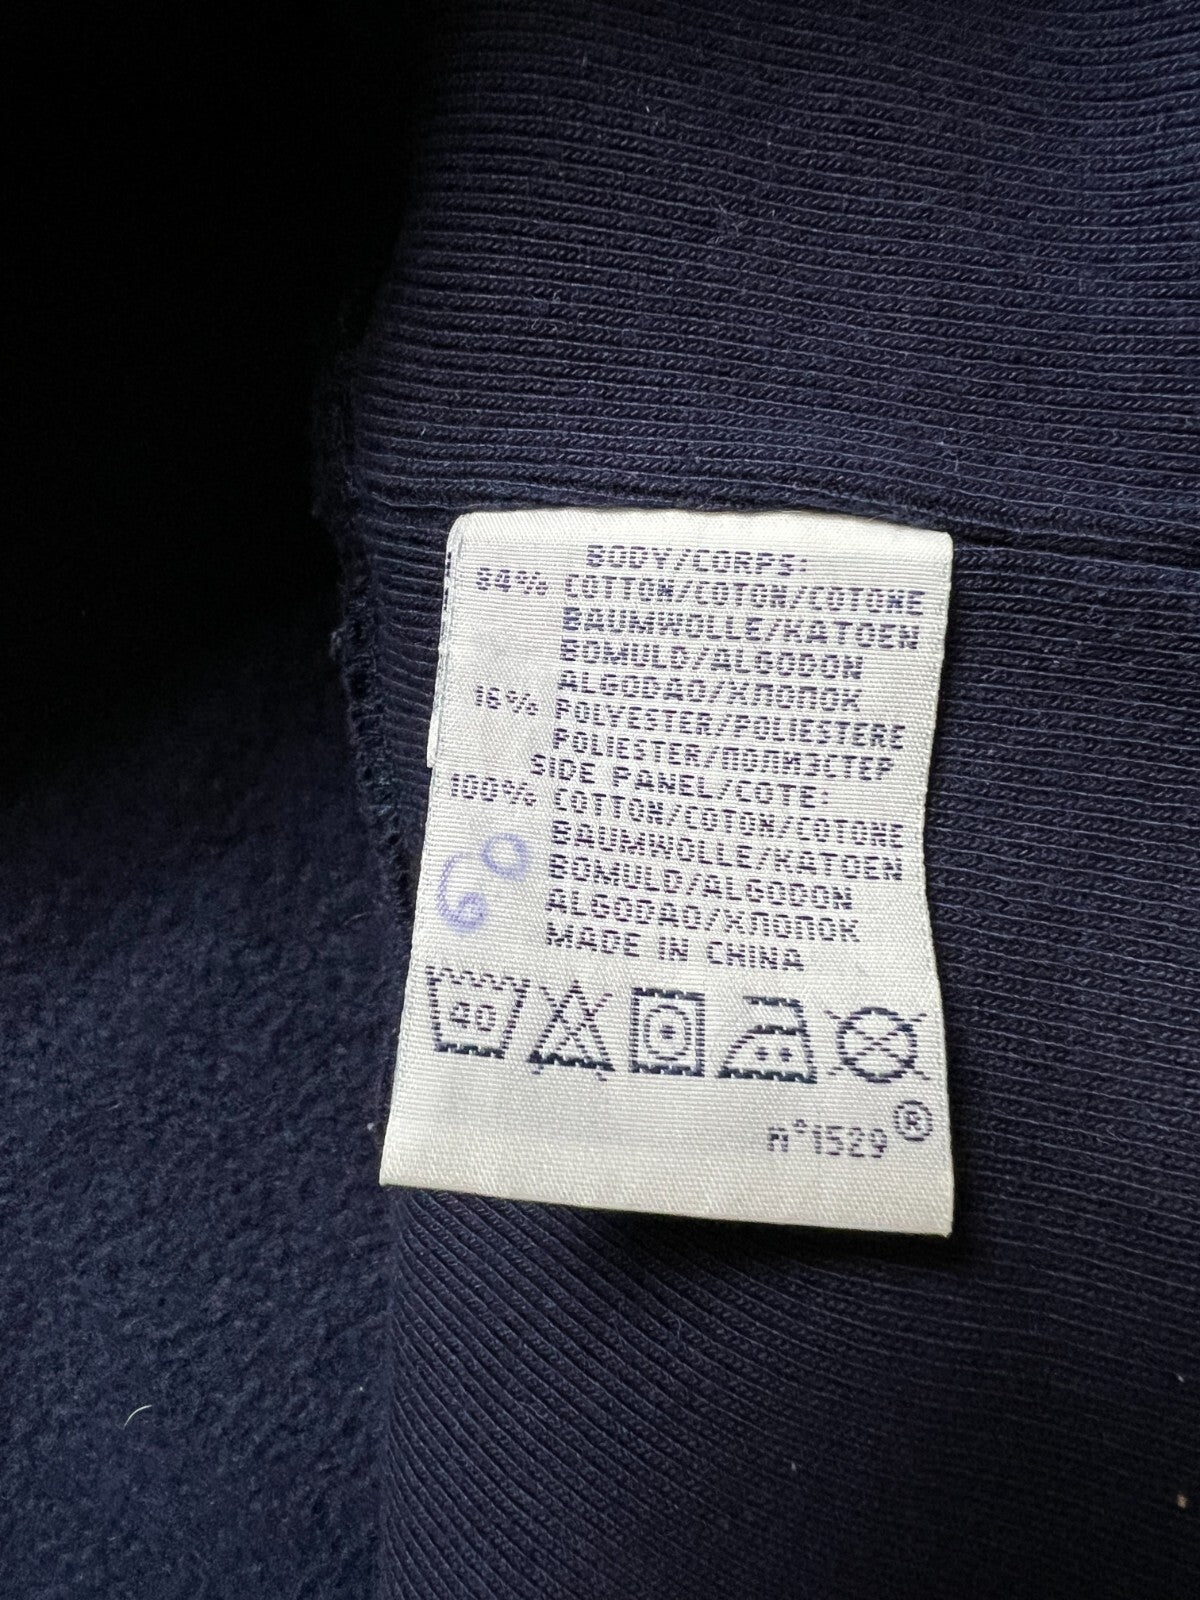 BODY/CORPS:
84% COTTON/COTON/COTONE
BAUMWOLLE/KATOEN
BOMULD/ALGODON
ALGODAO/ХЛОПОК
16% POLYESTER/POLIESTERE
POLIESTER/ПОЛИЭСТЕР
SIDE PANEL/COTE:
100% COTTON/COTON/COTONE
BAUMWOLLE/KATOEN
BOMULD/ALGODON
ALGODAO/ХЛОПОК
MADE IN CHINA
60
40
n°1529 ®